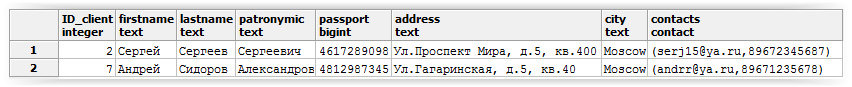 ID_client firstname lastname patronymic passport address city contacts
integer text text text bigint text text contact
1 2 Сергей Сергеев Сергеевич 4617289098 Ул.Проспект Мира, д.5, кв.400 Moscow (serj15@ya.ru,89672345687)
2 7 Андрей Сидоров Александров 4812987345 Ул.Гагаринская, д.5, кв.40 Moscow (andrr@ya.ru,89671235678)